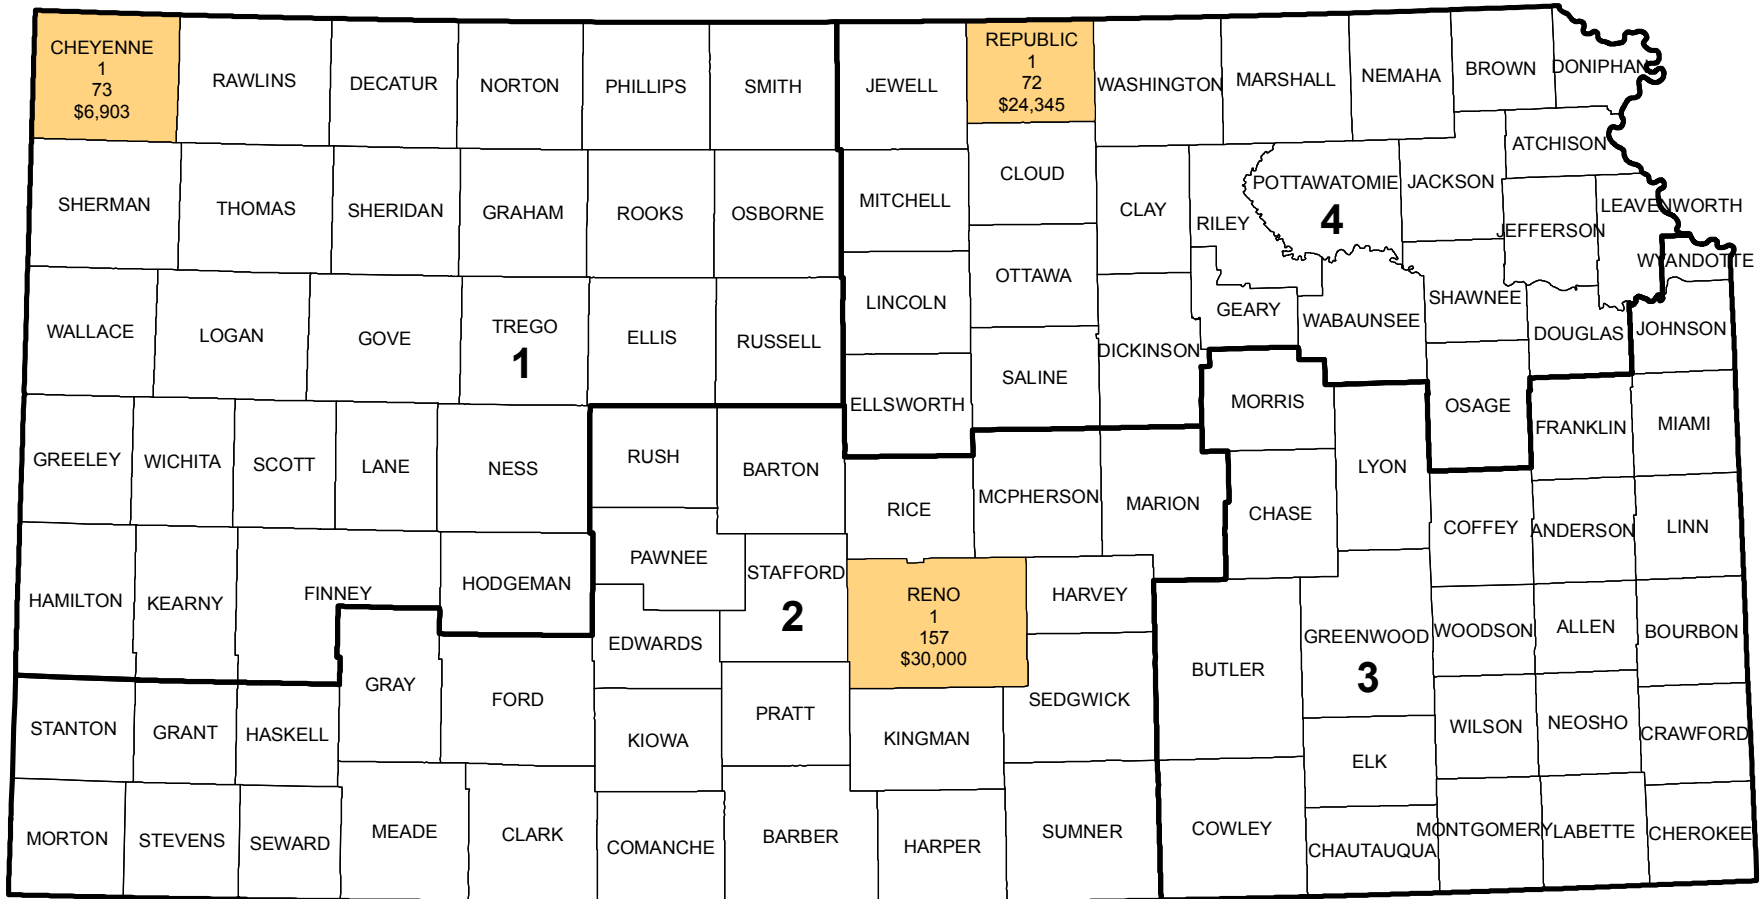 CHEYENNE
1
73
$6,903
RAWLINS
DECATUR
NORTON
PHILLIPS
SMITH
JEWELL
REPUBLIC
1
72
$24,345
WASHINGTON
MARSHALL
NEMAHA
BROWN
DONIPHAN
SHERMAN
THOMAS
SHERIDAN
GRAHAM
ROOKS
OSBORNE
MITCHELL
CLOUD
CLAY
RILEY
POTTAWATOMIE
4
JACKSON
ATCHISON
JEFFERSON
LEAVENWORTH
WYANDOTTE
WALLACE
LOGAN
GOVE
TREGO
1
ELLIS
RUSSELL
LINCOLN
OTTAWA
DICKINSON
GEARY
WABAUNSEE
SHAWNEE
DOUGLAS
JOHNSON
ELLSWORTH
SALINE
MORRIS
OSAGE
FRANKLIN
MIAMI
GREELEY
WICHITA
SCOTT
LANE
NESS
RUSH
BARTON
RICE
MCPHERSON
MARION
CHASE
LYON
COFFEY
ANDERSON
LINN
HAMILTON
KEARNY
FINNEY
HODGEMAN
PAWNEE
STAFFORD
2
EDWARDS
RENO
1
157
$30,000
HARVEY
BUTLER
GREENWOOD
3
WOODSON
ALLEN
BOURBON
GRAY
FORD
KIOWA
PRATT
KINGMAN
SEDGWICK
ELK
WILSON
NEOSHO
CRAWFORD
STANTON
GRANT
HASKELL
MORTON
STEVENS
SEWARD
MEADE
CLARK
COMANCHE
BARBER
HARPER
SUMNER
COWLEY
CHAUTAUQUA
MONTGOMERY
LABETTE
CHEROKEE